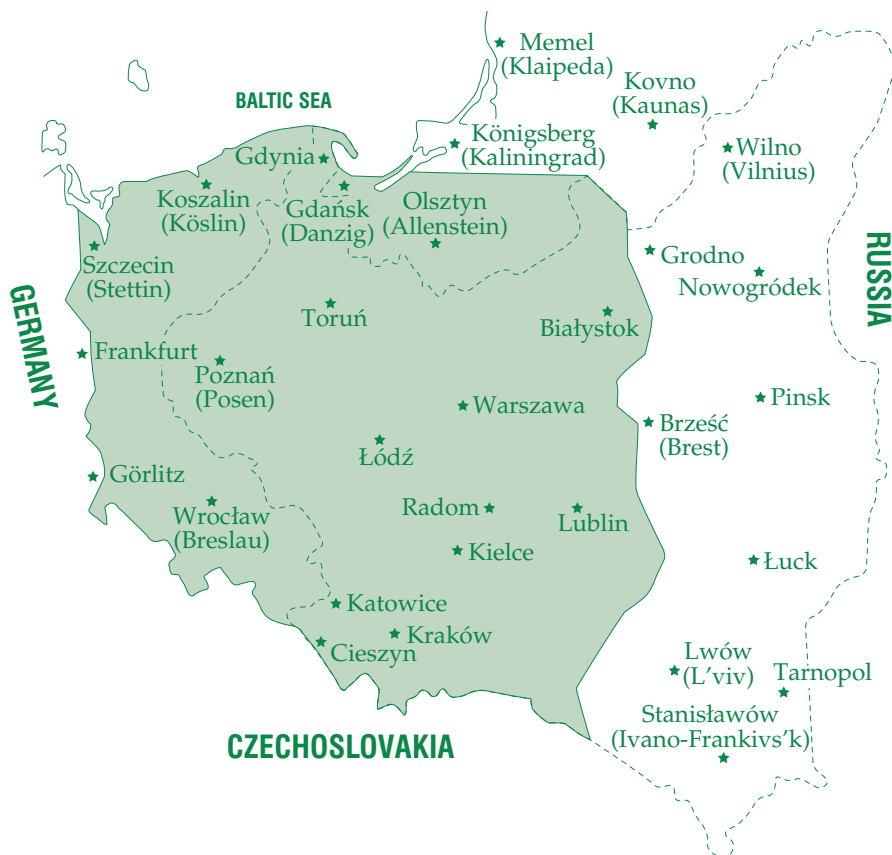 Memel
(Klaipeda)
Kovno
(Kaunas)
BALTIC SEA
Königsberg
(Kaliningrad)
Wilno
(Vilnius)
Gdynia
Koszalin
(Köslin)
Gdańsk
(Danzig)
Olsztyn
(Allenstein)
Szczecin
(Stettin)
Grodno
Nowogródek
RUSSIA
GERMANY
Toruń
Białystok
Frankfurt
Poznań
(Posen)
Warszawa
Pinsk
Brześć
(Brest)
Łódź
Görlitz
Wrocław
(Breslau)
Radom
Lublin
Kielce
Łuck
Katowice
Kraków
Cieszyn
Lwów
(L'viv)
Tarnopol
Stanisławów
(Ivano-Frankivs'k)
CZECHOSLOVAKIA